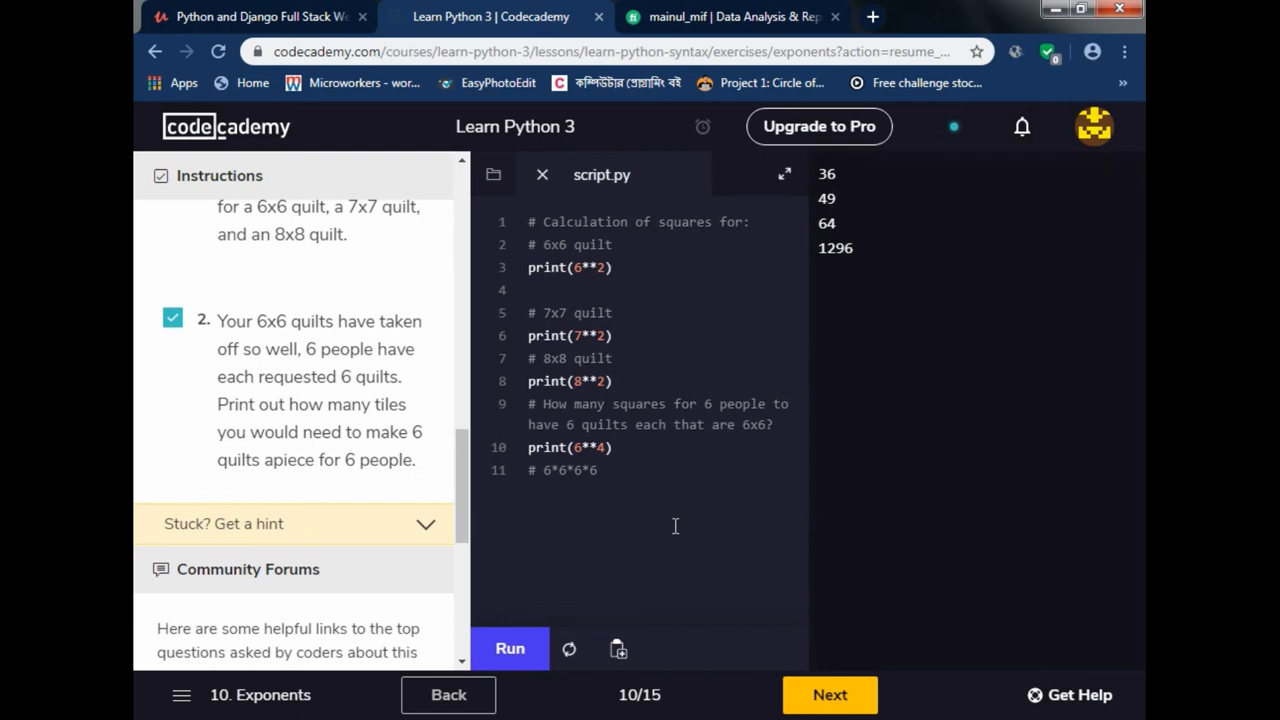 Python and Django Full Stack We
Learn Python 3 | Codecademy
mainul_mif | Data Analysis & Rep
codecademy.com/courses/learn-python-3/lessons/learn-python-syntax/exercises/exponents?action=resume_...
0
Apps
Home
Microworkers - wor...
EasyPhotoEdit
C
কম্পিউটার প্রোগ্রামিং বই
Project 1: Circle of...
Free challenge stoc...
»
codecademy
Learn Python 3
Upgrade to Pro
Instructions
for a 6x6 quilt, a 7x7 quilt,
and an 8x8 quilt.
2. Your 6x6 quilts have taken
off so well, 6 people have
each requested 6 quilts.
Print out how many tiles
you would need to make 6
quilts apiece for 6 people.
Stuck? Get a hint
Community Forums
Here are some helpful links to the top
questions asked by coders about this
script.py
1 # Calculation of squares for:
2 # 6x6 quilt
3 print(6**2)
4
5 # 7x7 quilt
6 print(7**2)
7 # 8x8 quilt
8 print(8**2)
9 # How many squares for 6 people to
have 6 quilts each that are 6x6?
10 print(6**4)
11 # 6*6*6*6
36
49
64
1296
Run
10. Exponents
Back
10/15
Next
Get Help